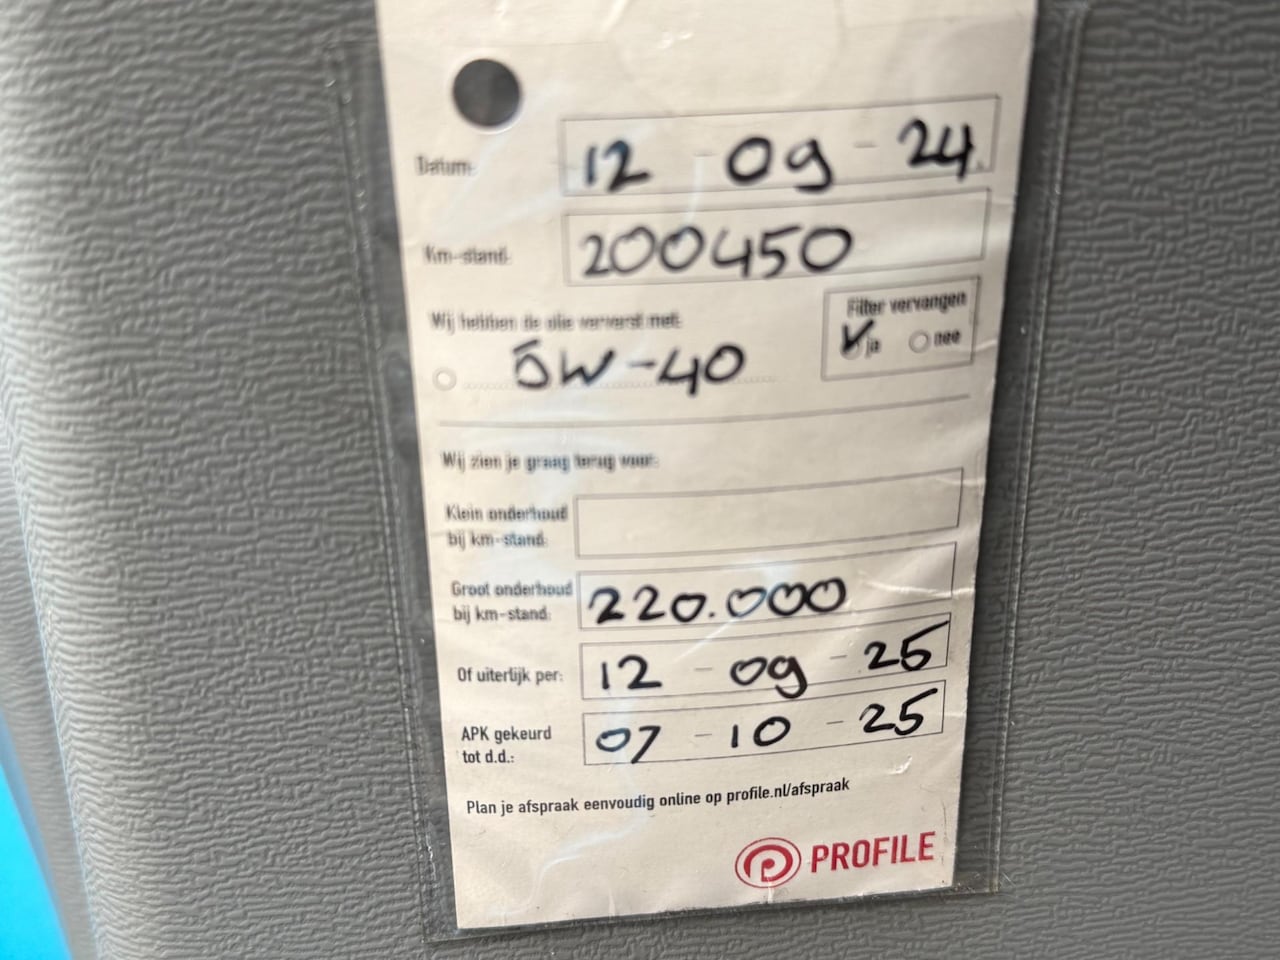 Datum: 12 - 09 - 24
Km-stand: 200450
Wij hebben de olie ververst met:
Filter vervangen
ja nee
5W-40
Wij zien je graag terug voor:
Klein onderhoud
bij km-stand:
Groot onderhoud
bij km-stand: 220.000
Of uiterlijk per: 12 - 09 - 25
APK gekeurd
tot d.d.: 07 - 10 - 25
Plan je afspraak eenvoudig online op profile.nl/afspraak
PROFILE